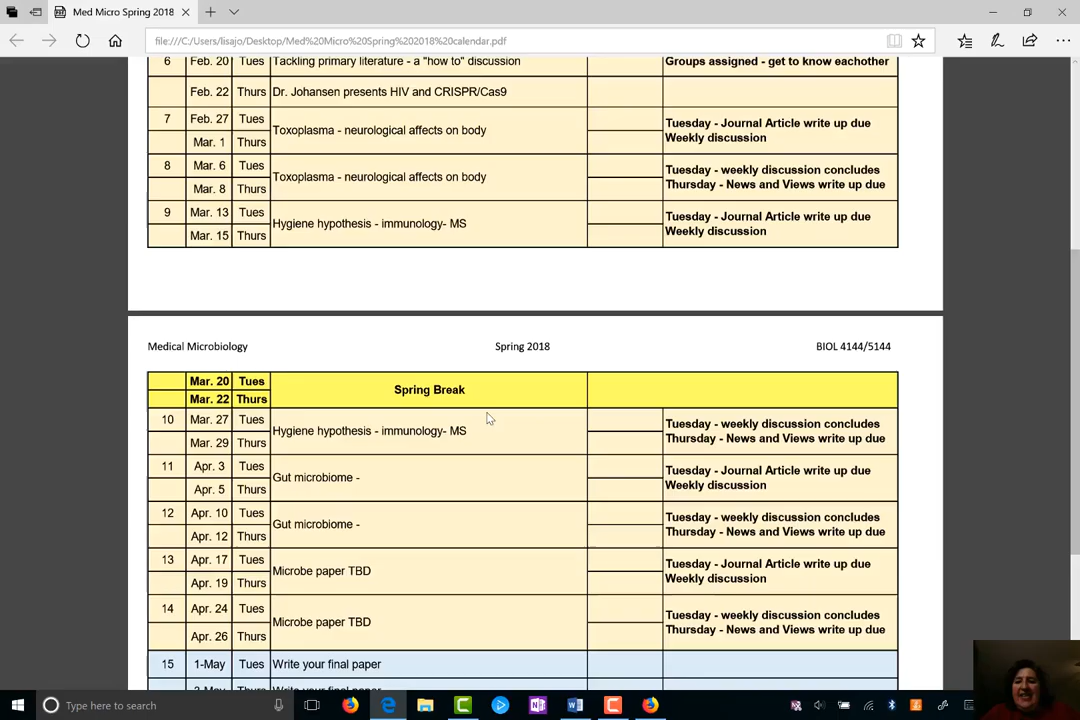 Med Micro Spring 2018
file:///C:/Users/lisajo/Desktop/Med%20Micro%20Spring%202018%20calendar.pdf
6 Feb. 20 Tues Tackling primary literature - a "how to" discussion Groups assigned - get to know eachother
Feb. 22 Thurs Dr. Johansen presents HIV and CRISPR/Cas9
7 Feb. 27 Tues Toxoplasma - neurological affects on body Tuesday - Journal Article write up due
Mar. 1 Thurs Weekly discussion
8 Mar. 6 Tues Toxoplasma - neurological affects on body Tuesday - weekly discussion concludes
Mar. 8 Thurs Thursday - News and Views write up due
9 Mar. 13 Tues Hygiene hypothesis - immunology- MS Tuesday - Journal Article write up due
Mar. 15 Thurs Weekly discussion
Medical Microbiology Spring 2018 BIOL 4144/5144
Mar. 20 Tues Spring Break
Mar. 22 Thurs
10 Mar. 27 Tues Hygiene hypothesis - immunology- MS Tuesday - weekly discussion concludes
Mar. 29 Thurs Thursday - News and Views write up due
11 Apr. 3 Tues Gut microbiome - Tuesday - Journal Article write up due
Apr. 5 Thurs Weekly discussion
12 Apr. 10 Tues Gut microbiome - Tuesday - weekly discussion concludes
Apr. 12 Thurs Thursday - News and Views write up due
13 Apr. 17 Tues Microbe paper TBD Tuesday - Journal Article write up due
Apr. 19 Thurs Weekly discussion
14 Apr. 24 Tues Microbe paper TBD Tuesday - weekly discussion concludes
Apr. 26 Thurs Thursday - News and Views write up due
15 1-May Tues Write your final paper
3-May Thurs Write your final paper
Type here to search